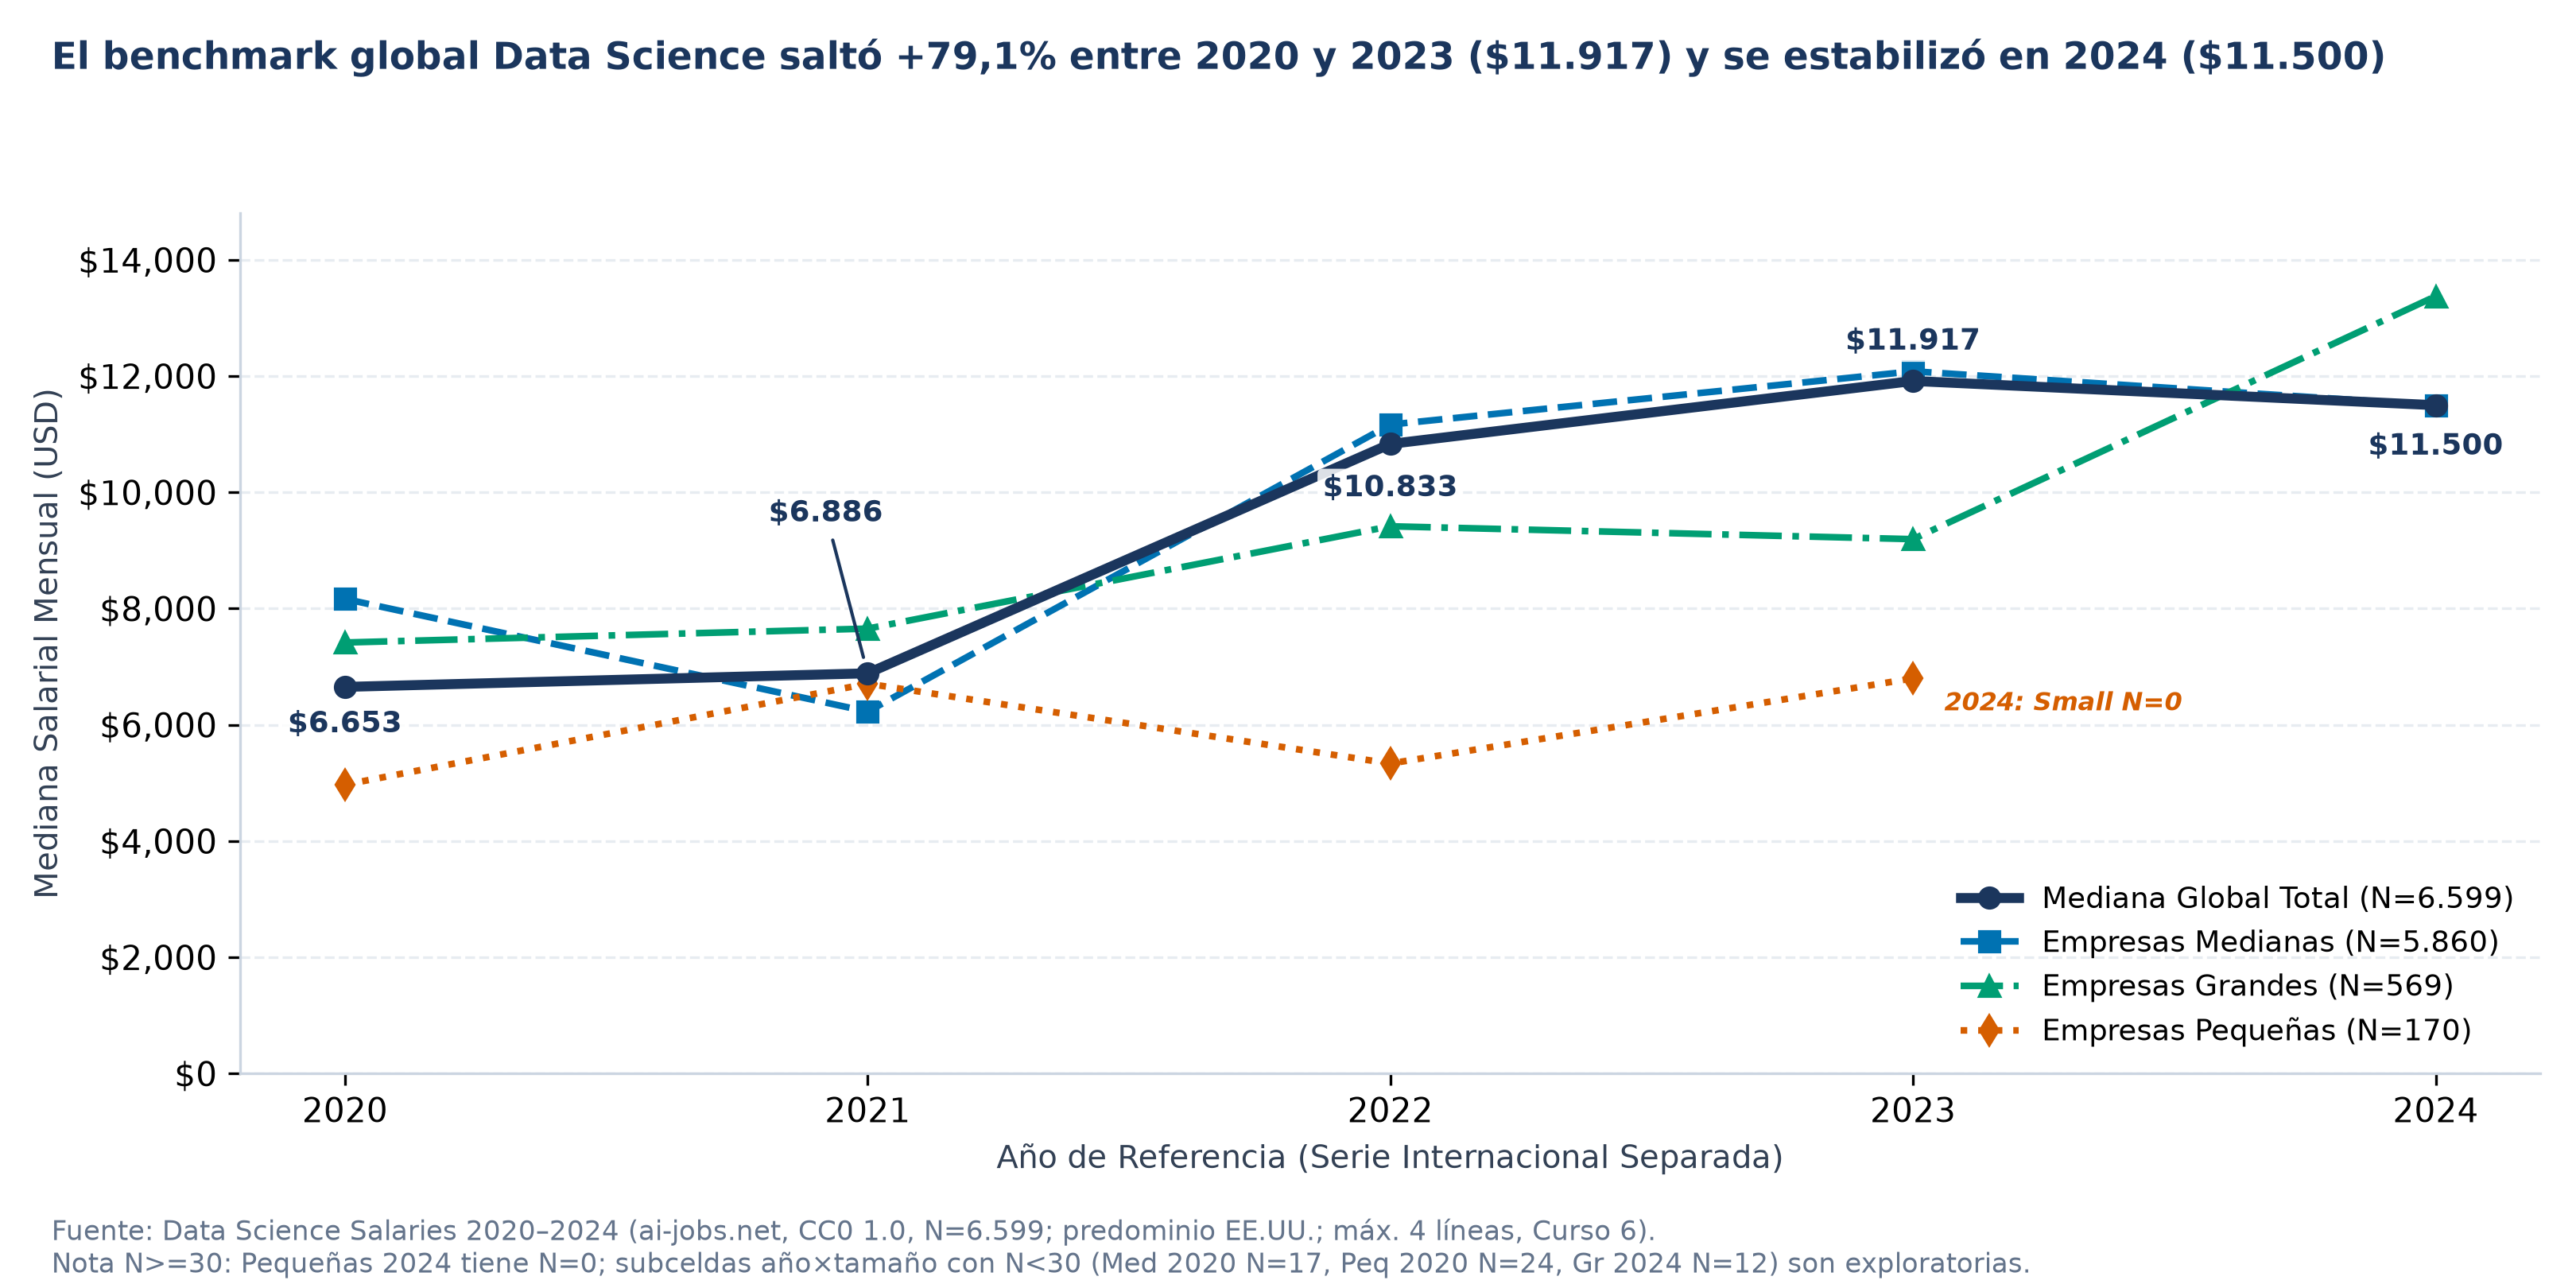 El benchmark global Data Science saltó +79,1% entre 2020 y 2023 ($11.917) y se estabilizó en 2024 ($11.500)
Mediana Salarial Mensual (USD)
$14,000
$12,000
$10,000
$8,000
$6,000
$4,000
$2,000
$0
$6.653
$6.886
$10.833
$11.917
$11.500
2024: Small N=0
Mediana Global Total (N=6.599)
Empresas Medianas (N=5.860)
Empresas Grandes (N=569)
Empresas Pequeñas (N=170)
2020
2021
2022
2023
2024
Año de Referencia (Serie Internacional Separada)
Fuente: Data Science Salaries 2020–2024 (ai-jobs.net, CC0 1.0, N=6.599; predominio EE.UU.; máx. 4 líneas, Curso 6).
Nota N>=30: Pequeñas 2024 tiene N=0; subceldas año×tamaño con N<30 (Med 2020 N=17, Peq 2020 N=24, Gr 2024 N=12) son exploratorias.